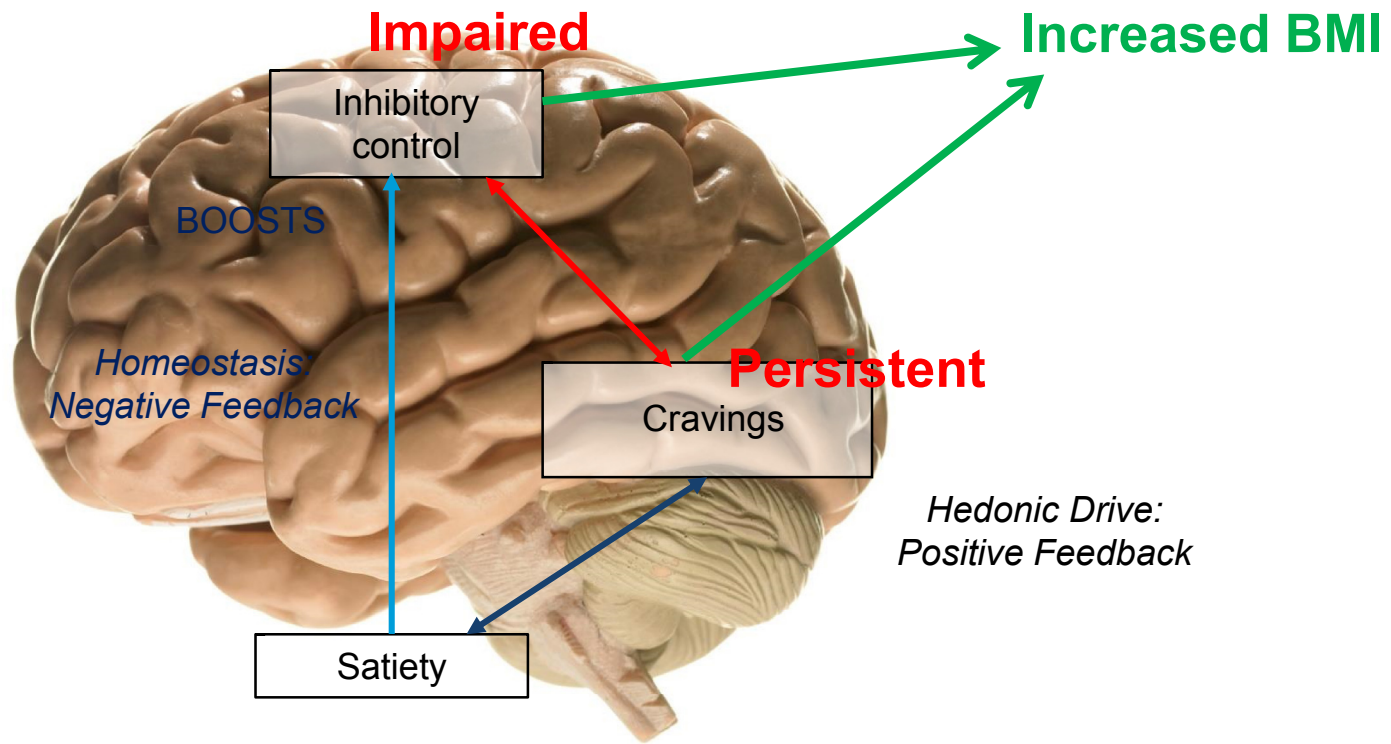 Impaired
Increased BMI
Inhibitory
control
BOOSTS
Homeostasis:
Negative Feedback
Persistent
Cravings
Hedonic Drive:
Positive Feedback
Satiety